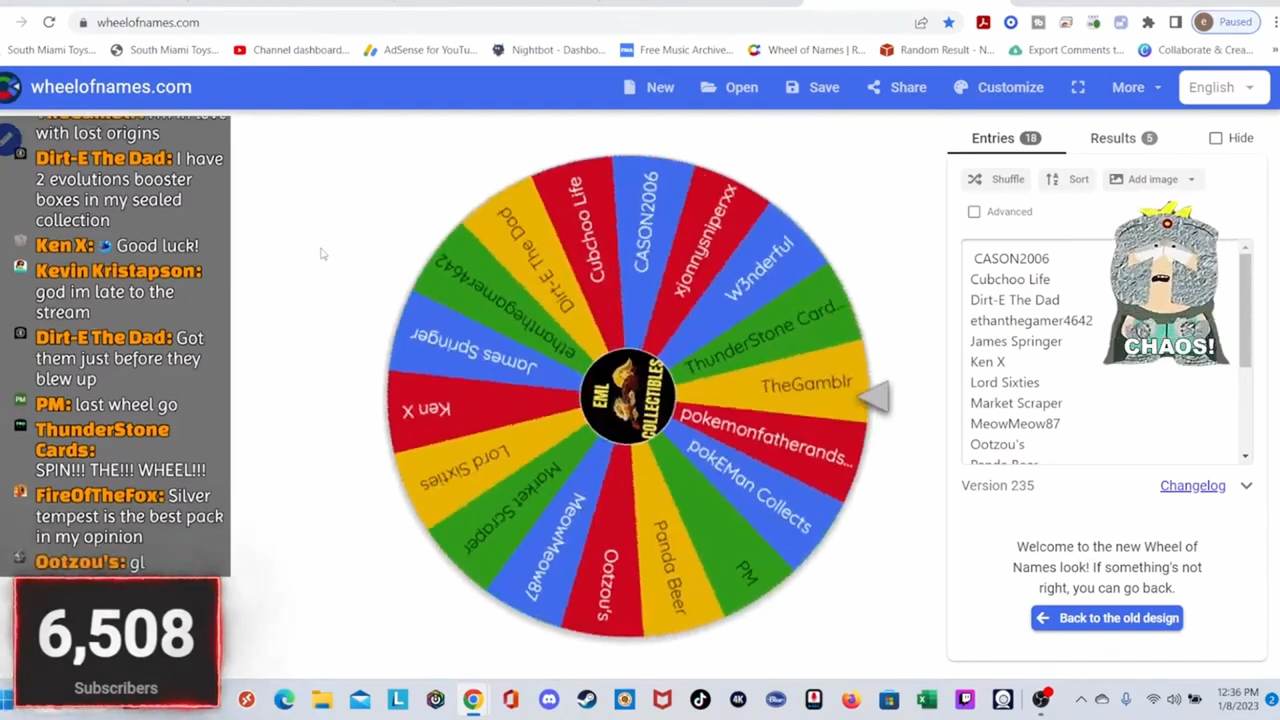 wheelofnames.com
Paused
South Miami Toys...
South Miami Toys...
Channel dashboard...
AdSense for YouTu...
Nightbot - Dashbo...
Free Music Archive...
Wheel of Names | R...
Random Result - N...
Export Comments t...
Collaborate & Crea...
wheelofnames.com
New
Open
Save
Share
Customize
More
English
with lost origins
Dirt-E The Dad: I have
2 evolutions booster
boxes in my sealed
collection
Ken X: Good luck!
Kevin Kristapson:
god im late to the
stream
Dirt-E The Dad: Got
them just before they
blew up
PM: last wheel go
ThunderStone
Cards:
SPIN!!! THE!!! WHEEL!!!
FireOfTheFox: Silver
tempest is the best pack
in my opinion
Ootzou's: gl
6,508
Subscribers
Cubchoo Life
CASON2006
xjonnysniperxx
W3nderful
ThunderStone Card...
TheGamblr
pokemonfatherands...
pokEMan Collects
PM
Panda Beer
Ootzou's
MeowMeow87
Market Scraper
Lord Sixties
Ken X
James Springer
ethanthegamer4642
Dirt-E The Dad
EML
COLLECTIBLES
Entries 18
Results 5
Hide
Shuffle
Sort
Add image
Advanced
CASON2006
Cubchoo Life
Dirt-E The Dad
ethanthegamer4642
James Springer
Ken X
Lord Sixties
Market Scraper
MeowMeow87
Ootzou's
Panda Beer
CHAOS!
Version 235
Changelog
Welcome to the new Wheel of
Names look! If something's not
right, you can go back.
Back to the old design
12:36 PM
1/8/2023